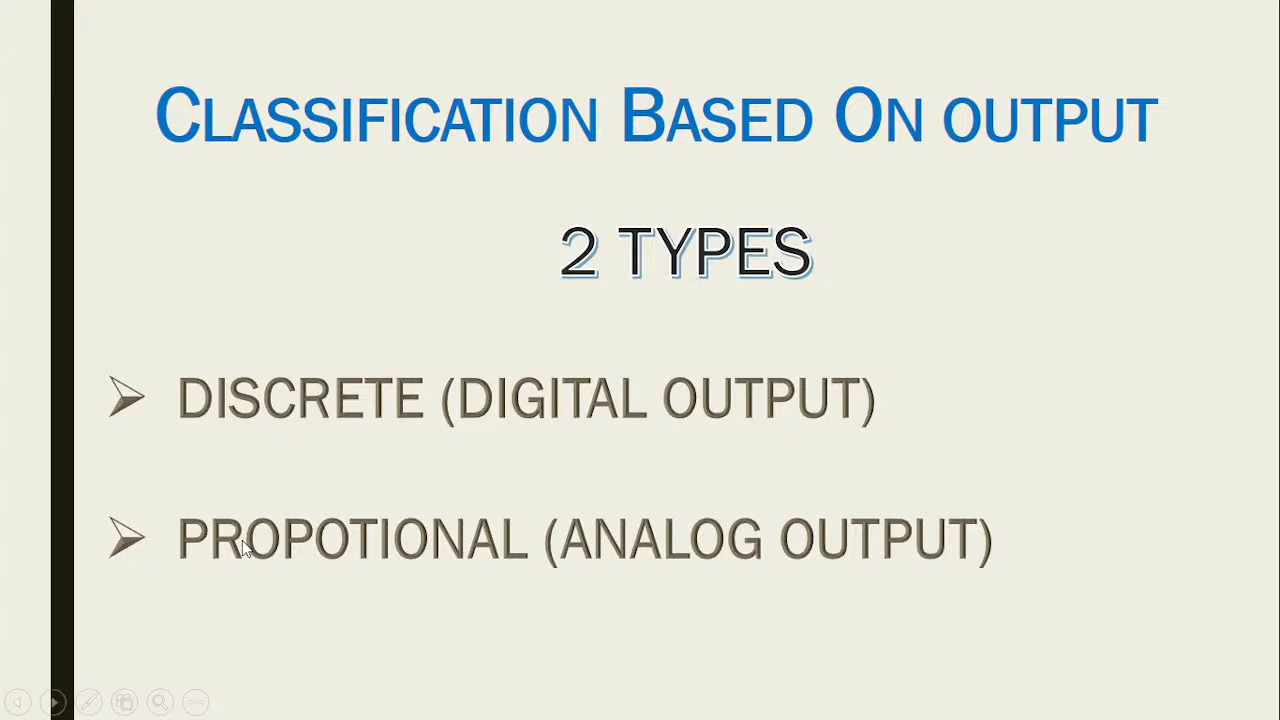 CLASSIFICATION BASED ON OUTPUT
2 TYPES
DISCRETE (DIGITAL OUTPUT)
PROPOTIONAL (ANALOG OUTPUT)